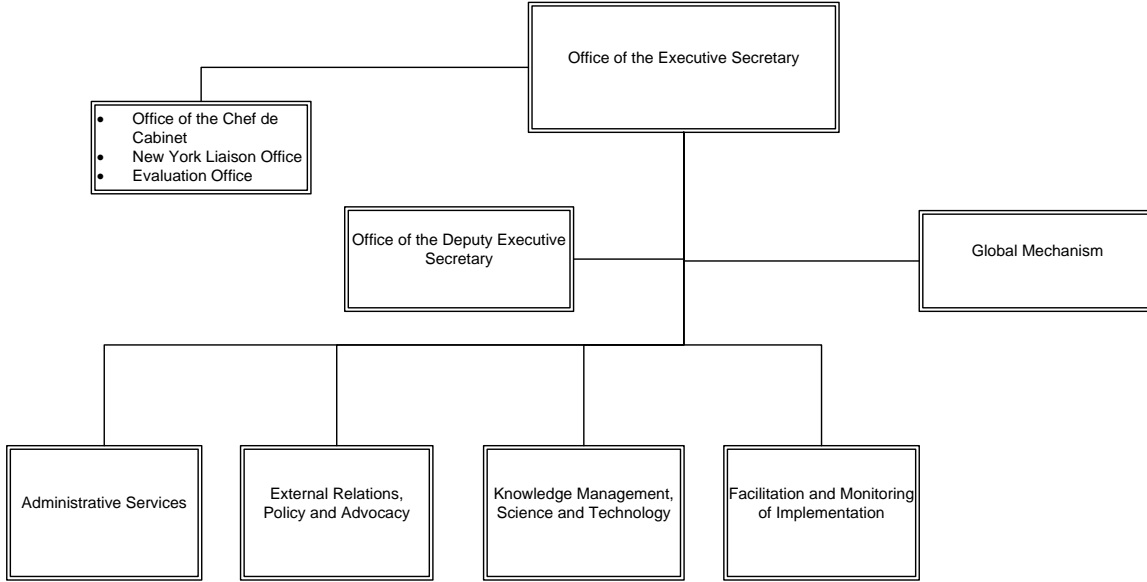 Office of the Executive Secretary
• Office of the Chef de
Cabinet
• New York Liaison Office
• Evaluation Office
Office of the Deputy Executive
Secretary
Global Mechanism
Administrative Services
External Relations,
Policy and Advocacy
Knowledge Management,
Science and Technology
Facilitation and Monitoring
of Implementation